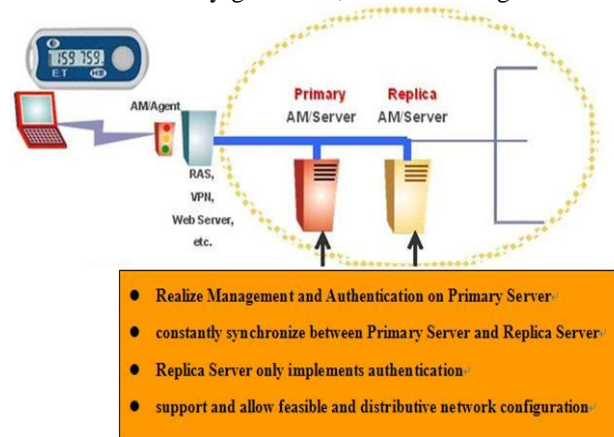 159 759
ET
AM/Agent
RAS,
VPN,
Web Server,
etc.
Primary
AM/Server
Replica
AM/Server
● Realize Management and Authentication on Primary Server
● constantly synchronize between Primary Server and Replica Server
● Replica Server only implements authentication
● support and allow feasible and distributive network configuration